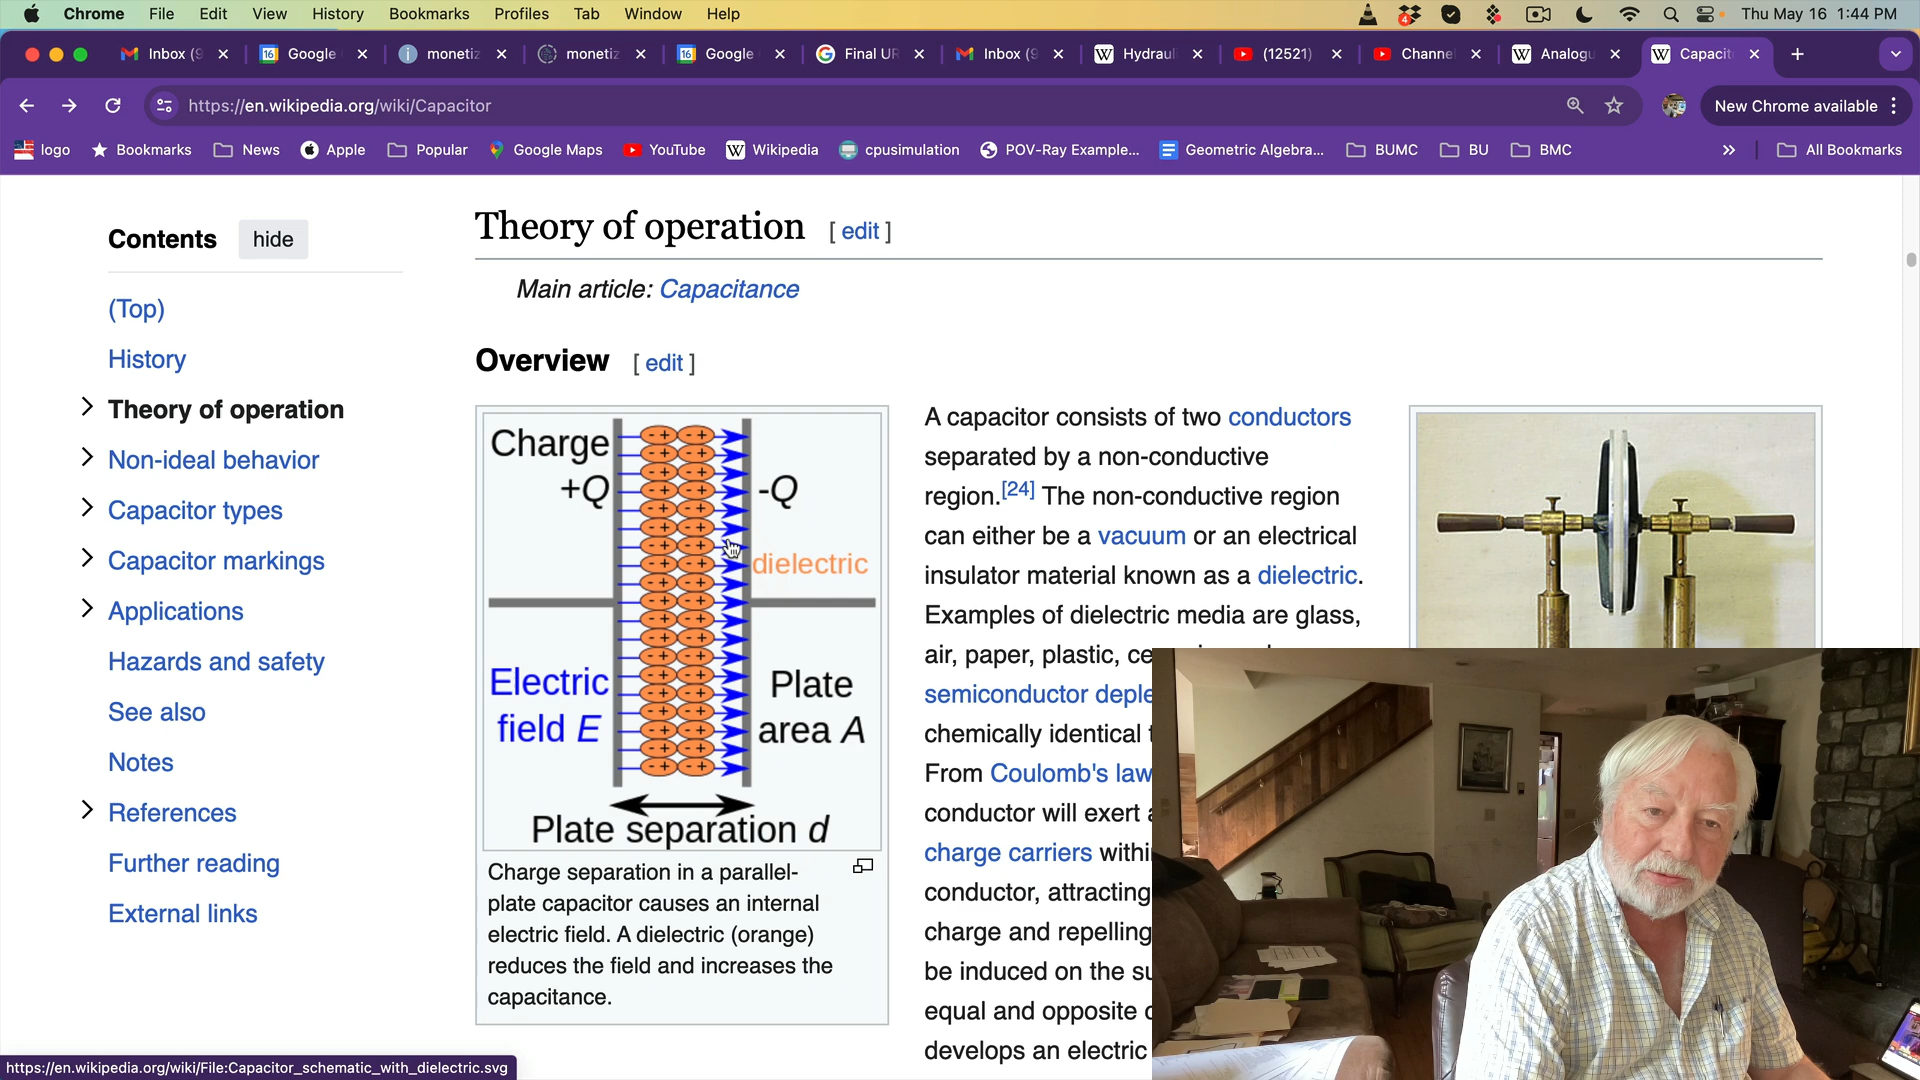 Chrome File Edit View History Bookmarks Profiles Tab Window Help 4 Thu May 16 1:44 PM
Inbox (9 16 Google monetiz monetiz 16 Google Final UR Inbox (9 Hydrauli (12521) Channe Analogu Capacit
https://en.wikipedia.org/wiki/Capacitor New Chrome available
logo Bookmarks News Apple Popular Google Maps YouTube Wikipedia cpusimulation POV-Ray Example... Geometric Algebra... BUMC BU BMC » All Bookmarks
Contents hide
(Top)
History
Theory of operation
Non-ideal behavior
Capacitor types
Capacitor markings
Applications
Hazards and safety
See also
Notes
References
Further reading
External links
Theory of operation [ edit ]
Main article: Capacitance
Overview [ edit ]
Charge
+Q
-Q
dielectric
Electric
field E
Plate
area A
Plate separation d
Charge separation in a parallel-
plate capacitor causes an internal
electric field. A dielectric (orange)
reduces the field and increases the
capacitance.
A capacitor consists of two conductors
separated by a non-conductive
region.[24] The non-conductive region
can either be a vacuum or an electrical
insulator material known as a dielectric.
Examples of dielectric media are glass,
air, paper, plastic,
semiconductor
chemically identical
From Coulomb's law
conductor will exert
charge carriers
conductor, attracting
charge and repelling
be induced on the
equal and opposite
develops an electric
https://en.wikipedia.org/wiki/File:Capacitor_schematic_with_dielectric.svg